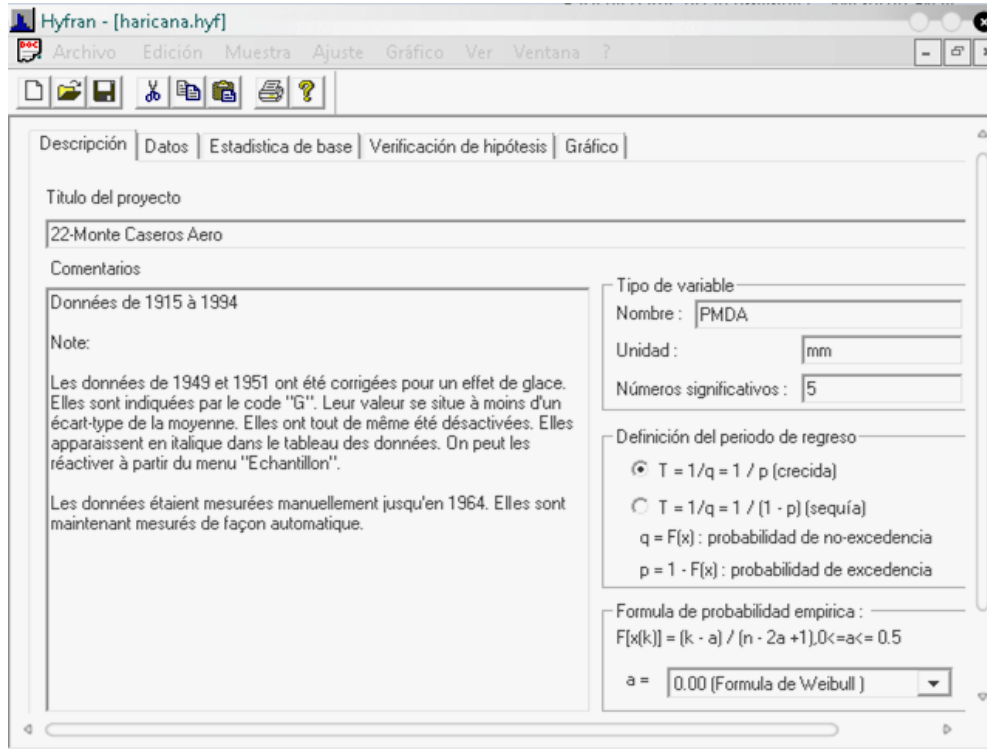 Hyfran - [haricana.hyf]
DOC Archivo Edición Muestra Ajuste Gráfico Ver Ventana ?
Descripción Datos Estadistica de base Verificación de hipótesis Gráfico
Titulo del proyecto
22-Monte Caseros Aero
Comentarios
Données de 1915 à 1994
Note:
Les données de 1949 et 1951 ont été corrigées pour un effet de glace.
Elles sont indiquées par le code "G". Leur valeur se situe à moins d'un
écart-type de la moyenne. Elles ont tout de même été désactivées. Elles
apparaissent en italique dans le tableau des données. On peut les
réactiver à partir du menu "Echantillon".
Les données étaient mesurées manuellement jusqu'en 1964. Elles sont
maintenant mesurés de façon automatique.
Tipo de variable
Nombre : PMDA
Unidad : mm
Números significativos : 5
Definición del periodo de regreso
T = 1/q = 1 / p (crecida)
T = 1/q = 1 / (1 - p) (sequía)
q = F(x) : probabilidad de no-excedencia
p = 1 - F(x) : probabilidad de excedencia
Formula de probabilidad empirica :
F[x(k)] = (k - a) / (n - 2a +1),0<=a<= 0.5
a = 0.00 (Formula de Weibull )